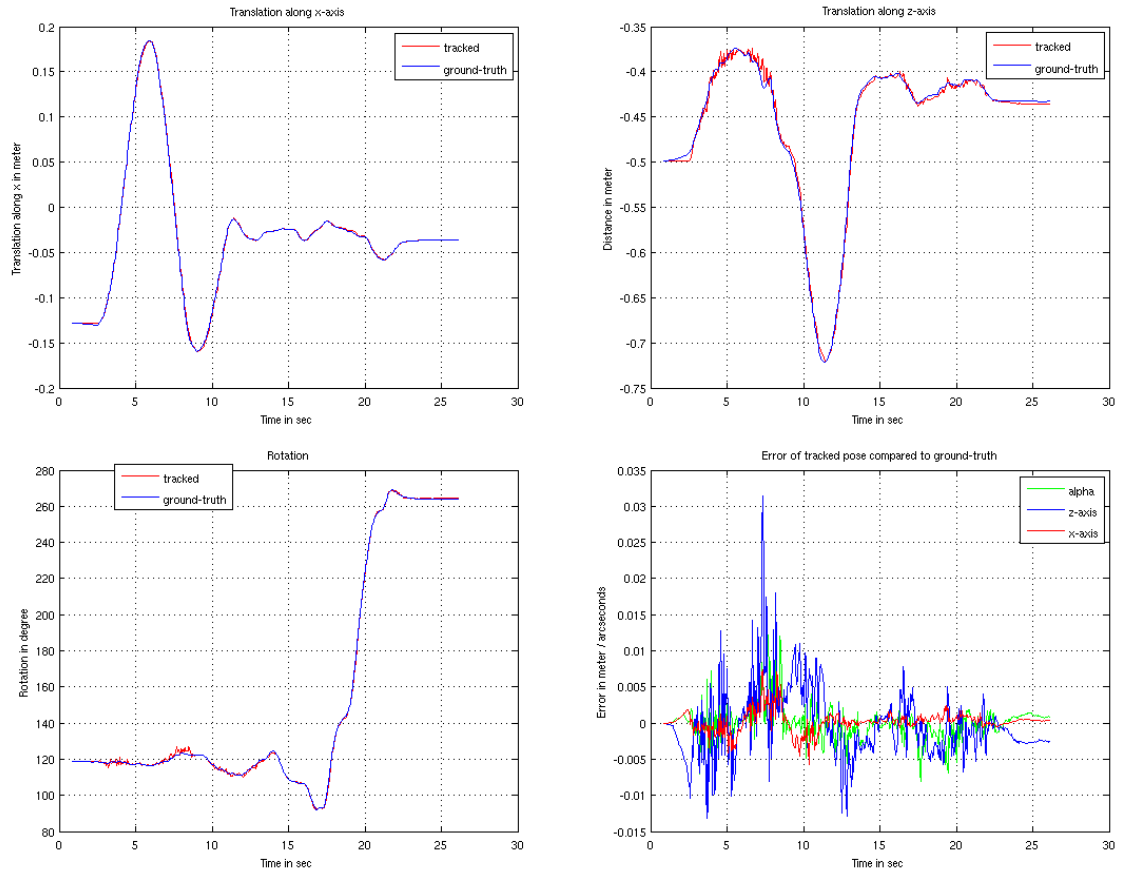 Translation along x-axis
Translation along x in meter
0.2
0.15
0.1
0.05
0
-0.05
-0.1
-0.15
-0.2
tracked
ground-truth
0 5 10 15 20 25 30
Time in sec
Translation along z-axis
Distance in meter
-0.35
-0.4
-0.45
-0.5
-0.55
-0.6
-0.65
-0.7
-0.75
tracked
ground-truth
0 5 10 15 20 25 30
Time in sec
Rotation
Rotation in degree
280
260
240
220
200
180
160
140
120
100
80
tracked
ground-truth
0 5 10 15 20 25 30
Time in sec
Error of tracked pose compared to ground-truth
Error in meter / arcseconds
0.035
0.03
0.025
0.02
0.015
0.01
0.005
0
-0.005
-0.01
-0.015
alpha
z-axis
x-axis
0 5 10 15 20 25 30
Time in sec